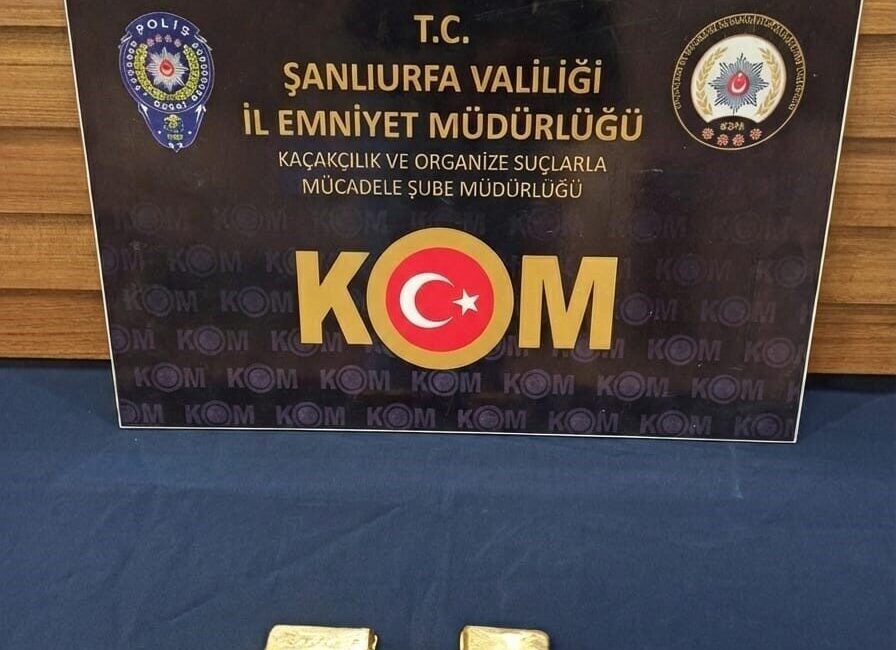 POLİS
T.C.
ŞANLIURFA VALİLİĞİ
İL EMNİYET MÜDÜRLÜĞÜ
KAÇAKÇILIK VE ORGANİZE SUÇLARLA
MÜCADELE ŞUBE MÜDÜRLÜĞÜ
KOM